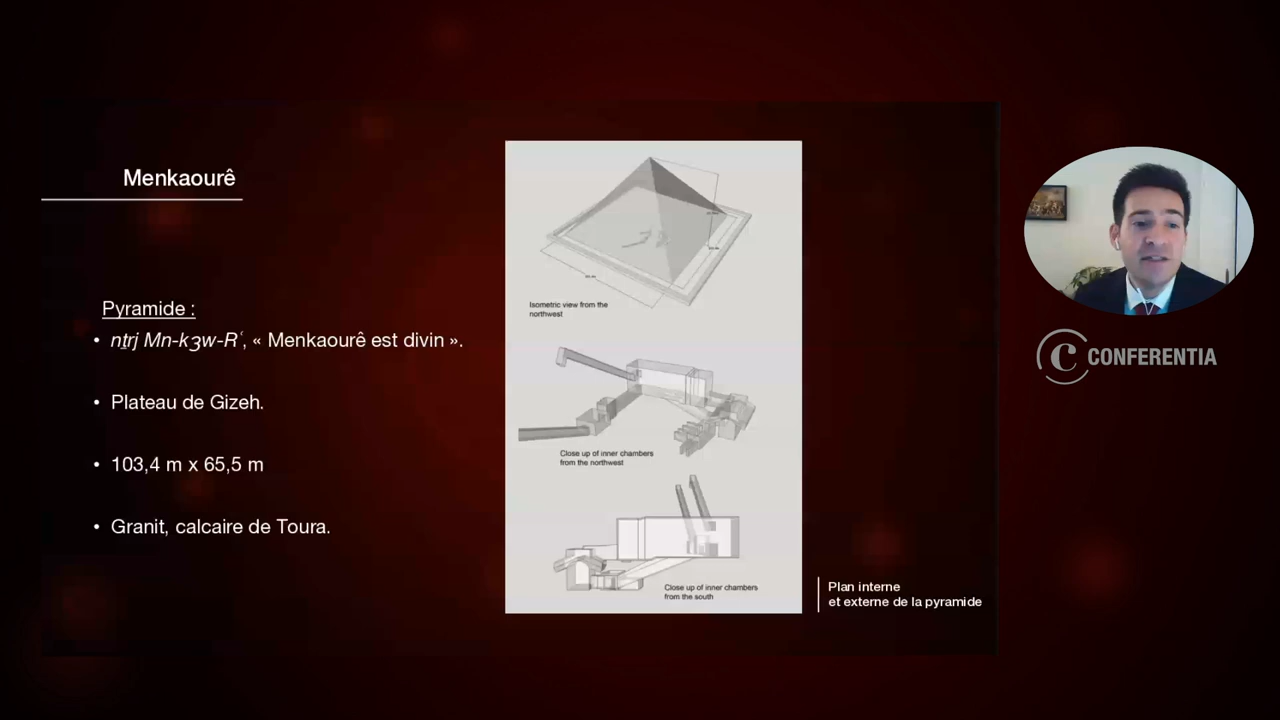 Menkaourê
Pyramide :
• nṯrj Mn-kȝw-Rʿ, « Menkaourê est divin ».
• Plateau de Gizeh.
• 103,4 m x 65,5 m
• Granit, calcaire de Toura.
Isometric view from the
northwest
Close up of inner chambers
from the northwest
Close up of inner chambers
from the south
Plan interne
et externe de la pyramide
C CONFERENTIA